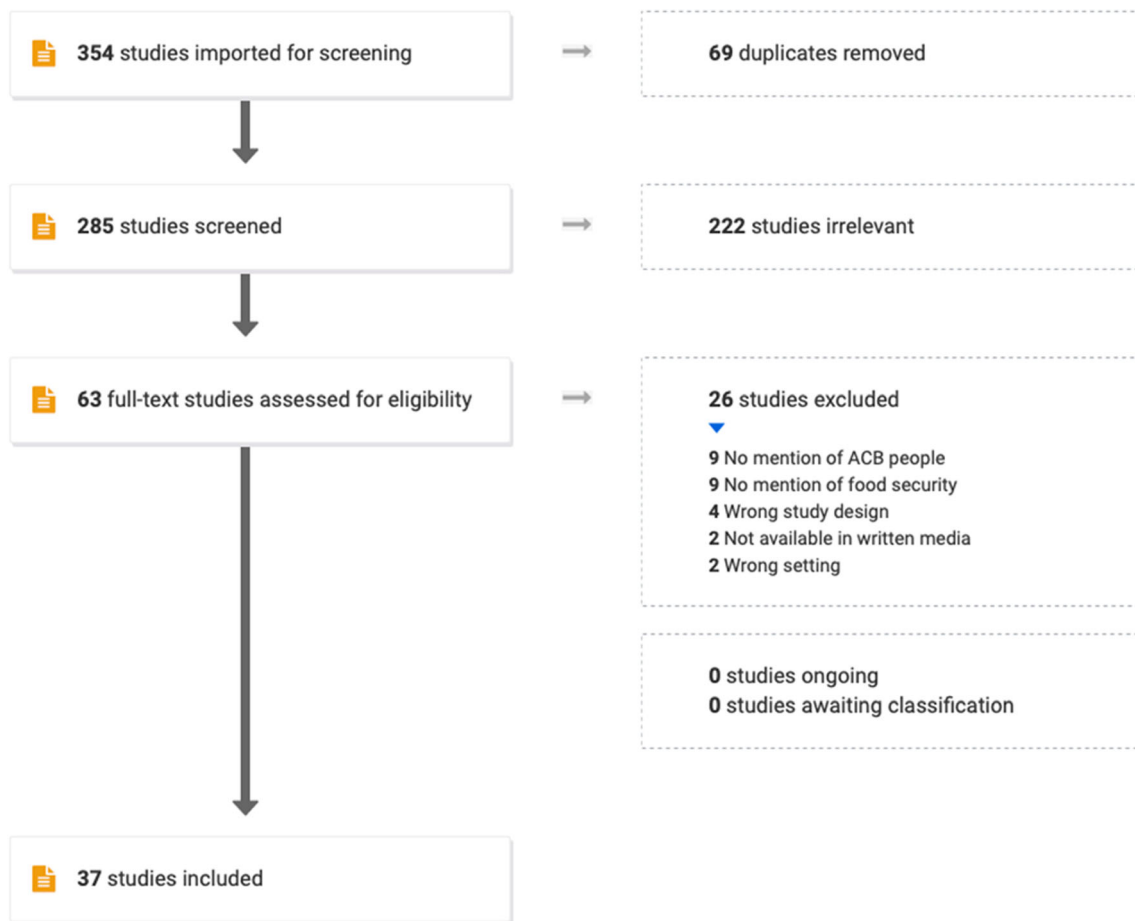 354 studies imported for screening
69 duplicates removed
285 studies screened
222 studies irrelevant
63 full-text studies assessed for eligibility
26 studies excluded
9 No mention of ACB people
9 No mention of food security
4 Wrong study design
2 Not available in written media
2 Wrong setting
0 studies ongoing
0 studies awaiting classification
37 studies included